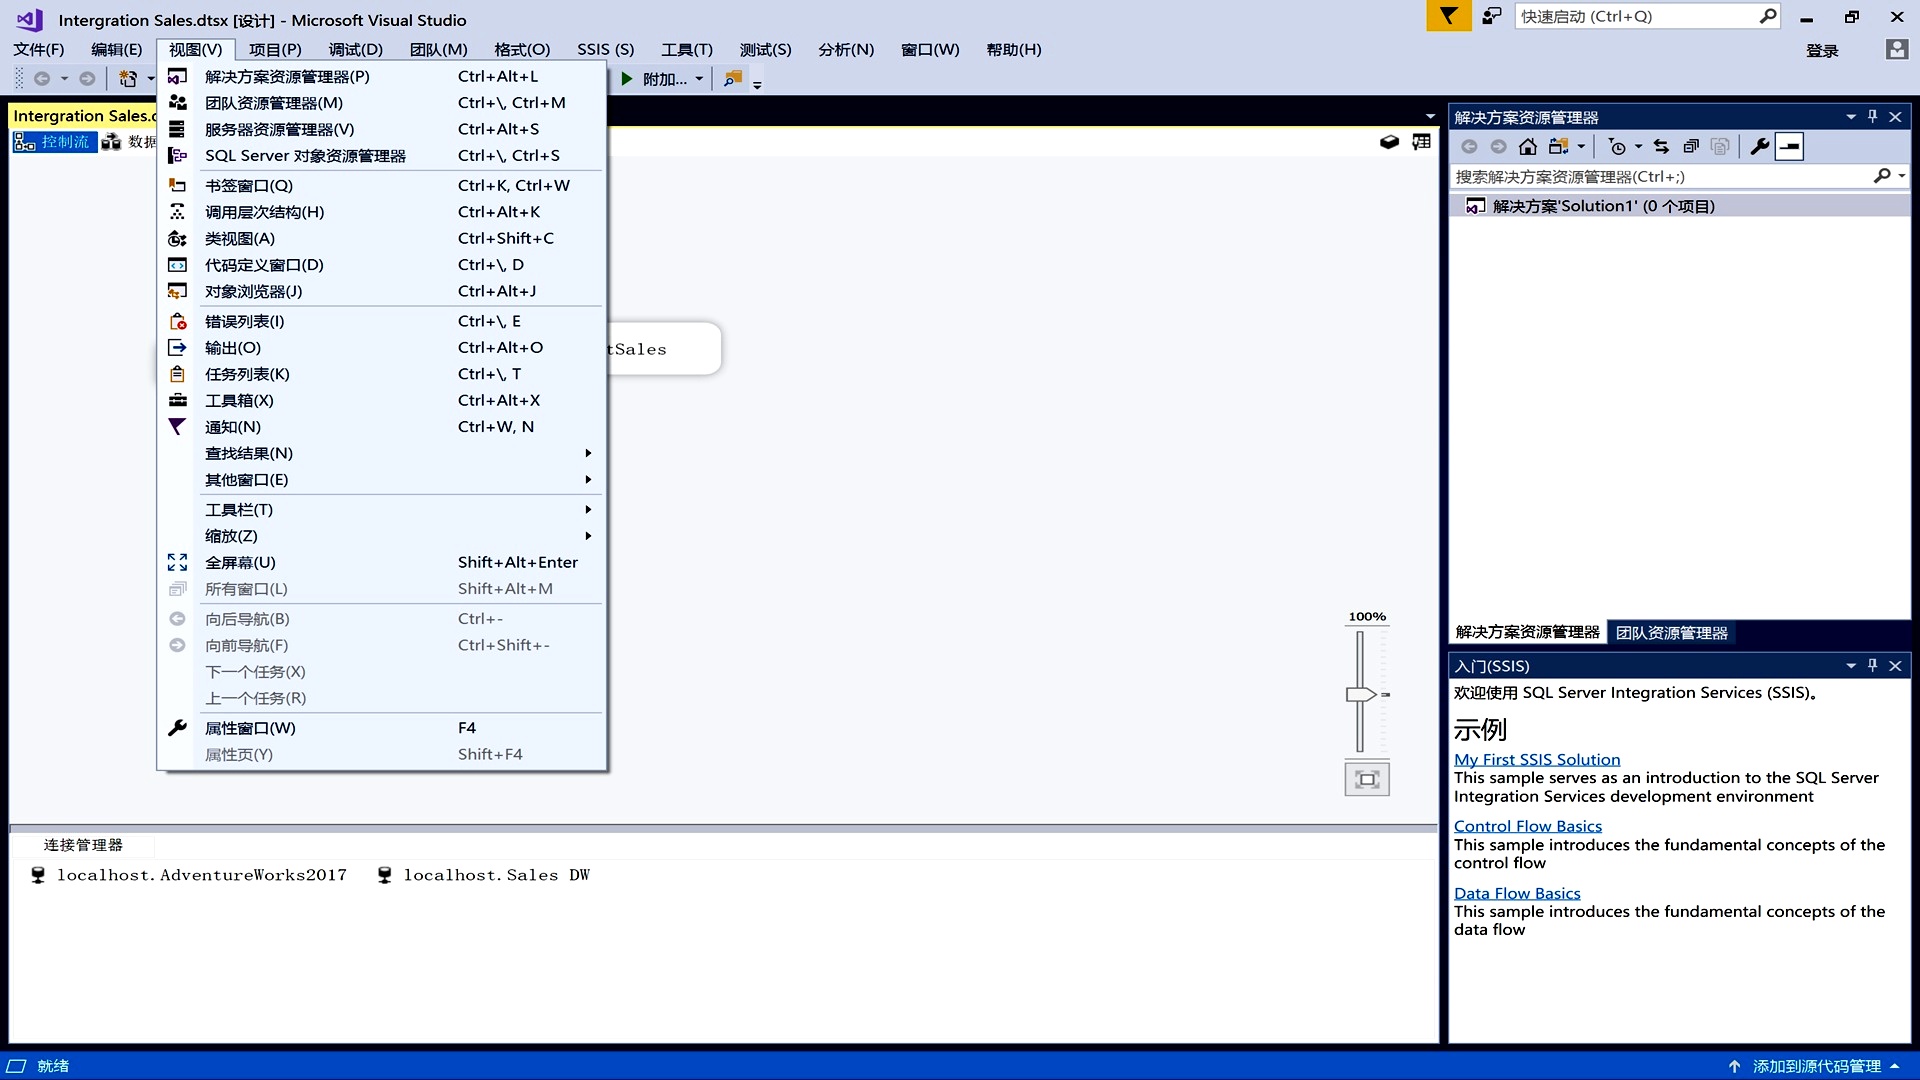 Intergration Sales.dtsx [设计] - Microsoft Visual Studio
快速启动 (Ctrl+Q)
文件(F) 编辑(E) 视图(V) 项目(P) 调试(D) 团队(M) 格式(O) SSIS (S) 工具(T) 测试(S) 分析(N) 窗口(W) 帮助(H)
登录
附加...
解决方案资源管理器(P) Ctrl+Alt+L
团队资源管理器(M) Ctrl+\, Ctrl+M
服务器资源管理器(V) Ctrl+Alt+S
SQL Server 对象资源管理器 Ctrl+\, Ctrl+S
书签窗口(Q) Ctrl+K, Ctrl+W
调用层次结构(H) Ctrl+Alt+K
类视图(A) Ctrl+Shift+C
代码定义窗口(D) Ctrl+\, D
对象浏览器(J) Ctrl+Alt+J
错误列表(I) Ctrl+\, E
输出(O) Ctrl+Alt+O
任务列表(K) Ctrl+\, T
工具箱(X) Ctrl+Alt+X
通知(N) Ctrl+W, N
查找结果(N)
其他窗口(E)
工具栏(T)
缩放(Z)
全屏幕(U) Shift+Alt+Enter
所有窗口(L) Shift+Alt+M
向后导航(B) Ctrl+-
向前导航(F) Ctrl+Shift+-
下一个任务(X)
上一个任务(R)
属性窗口(W) F4
属性页(Y) Shift+F4
Intergration Sales.d
控制流 数据
tSales
100%
连接管理器
localhost.AdventureWorks2017 localhost.Sales DW
解决方案资源管理器
搜索解决方案资源管理器(Ctrl+;)
解决方案'Solution1' (0 个项目)
解决方案资源管理器 团队资源管理器
入门(SSIS)
欢迎使用 SQL Server Integration Services (SSIS)。
示例
My First SSIS Solution
This sample serves as an introduction to the SQL Server
Integration Services development environment
Control Flow Basics
This sample introduces the fundamental concepts of the
control flow
Data Flow Basics
This sample introduces the fundamental concepts of the
data flow
就绪
添加到源代码管理